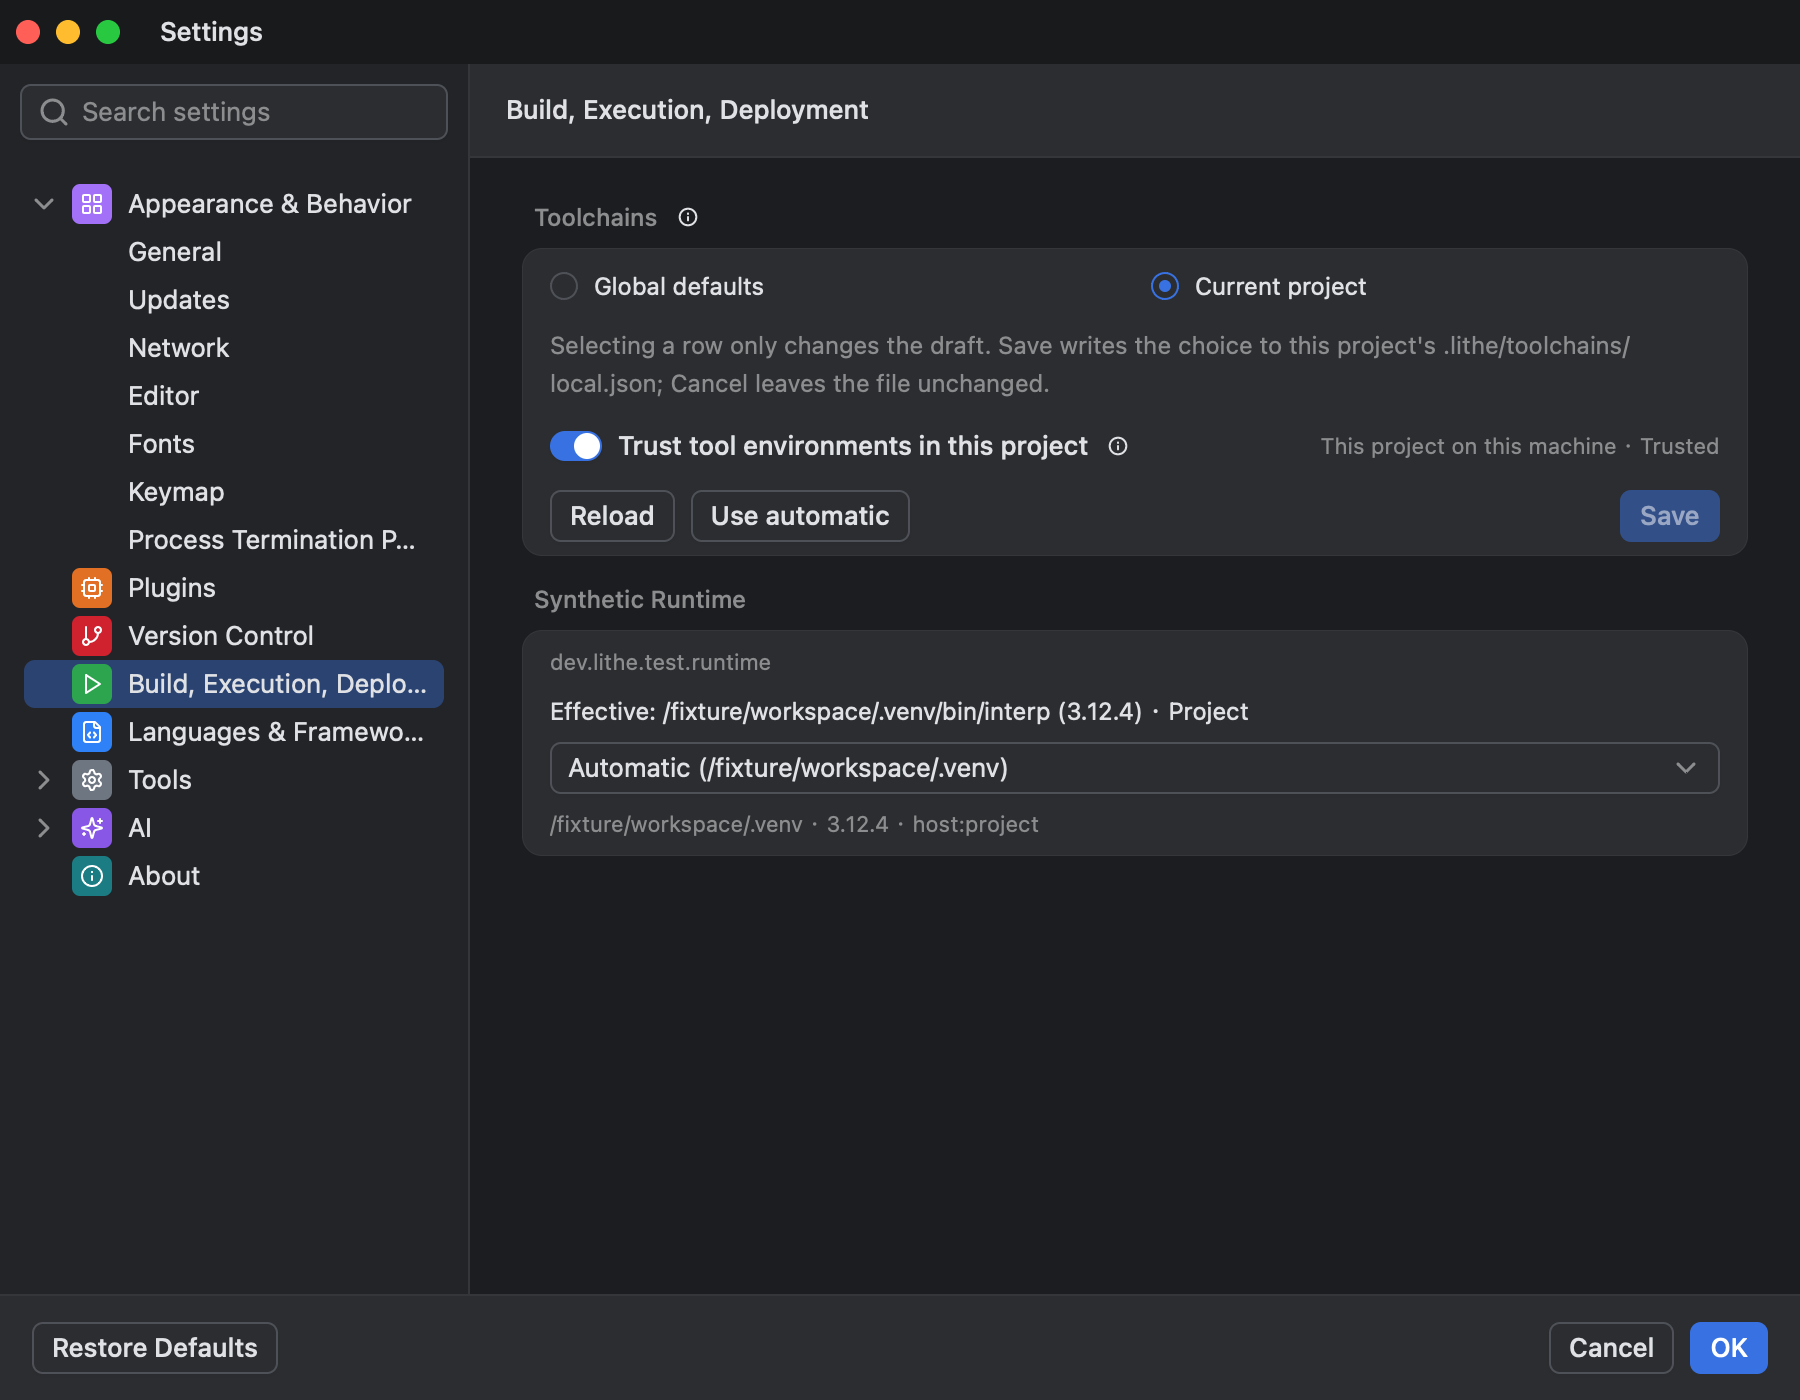 Settings
Search settings
Appearance & Behavior
General
Updates
Network
Editor
Fonts
Keymap
Process Termination P...
Plugins
Version Control
Build, Execution, Deplo...
Languages & Framewo...
Tools
AI
About
Build, Execution, Deployment
Toolchains
Global defaults
Current project
Selecting a row only changes the draft. Save writes the choice to this project's .lithe/toolchains/
local.json; Cancel leaves the file unchanged.
Trust tool environments in this project
This project on this machine · Trusted
Reload
Use automatic
Save
Synthetic Runtime
dev.lithe.test.runtime
Effective: /fixture/workspace/.venv/bin/interp (3.12.4) · Project
Automatic (/fixture/workspace/.venv)
/fixture/workspace/.venv · 3.12.4 · host:project
Restore Defaults
Cancel
OK